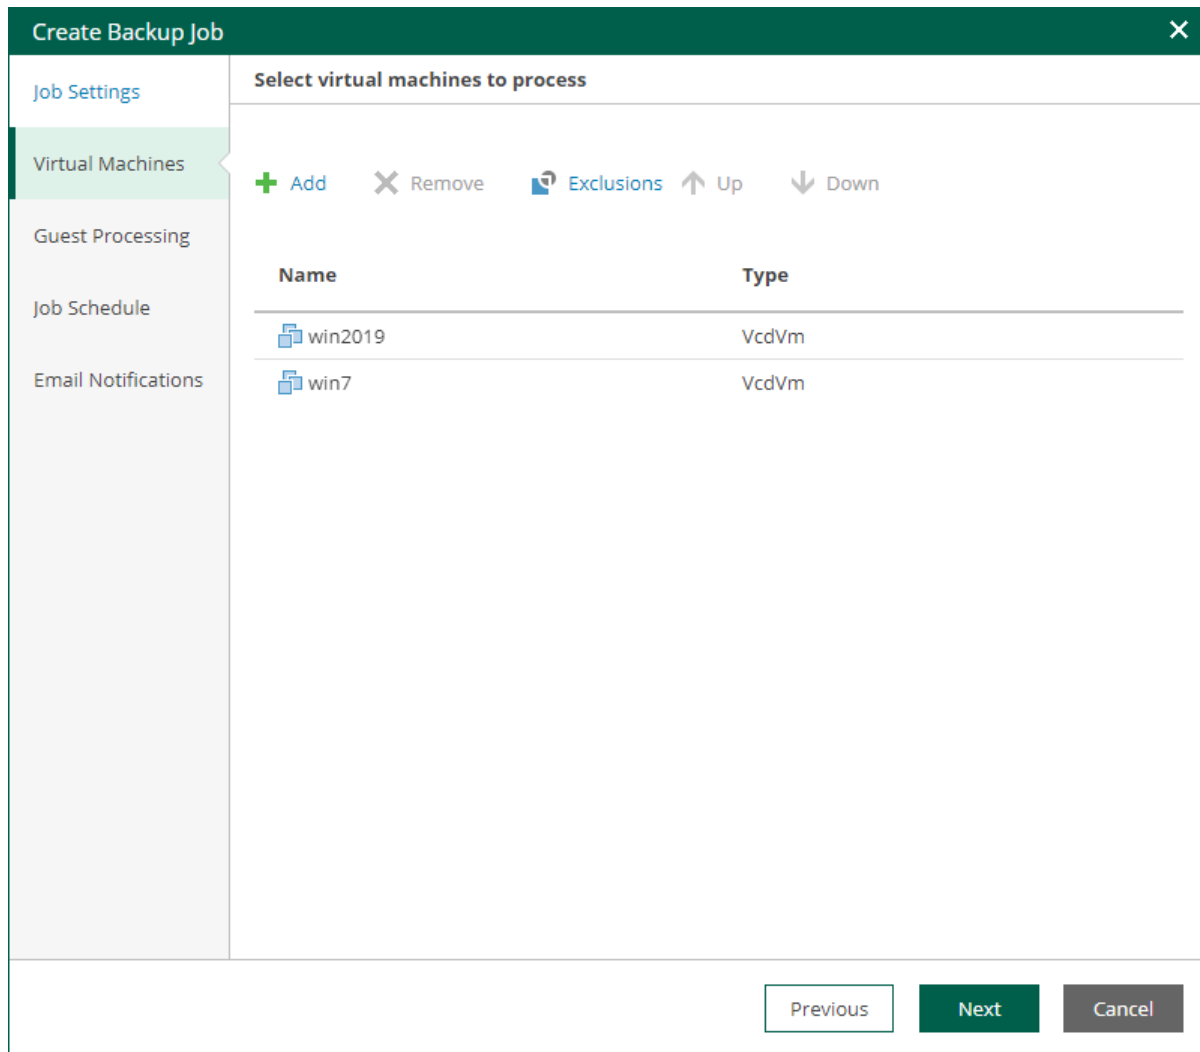 Create Backup Job
Job Settings
Virtual Machines
Guest Processing
Job Schedule
Email Notifications
Select virtual machines to process
Add Remove Exclusions Up Down
Name Type
win2019 VcdVm
win7 VcdVm
Previous Next Cancel